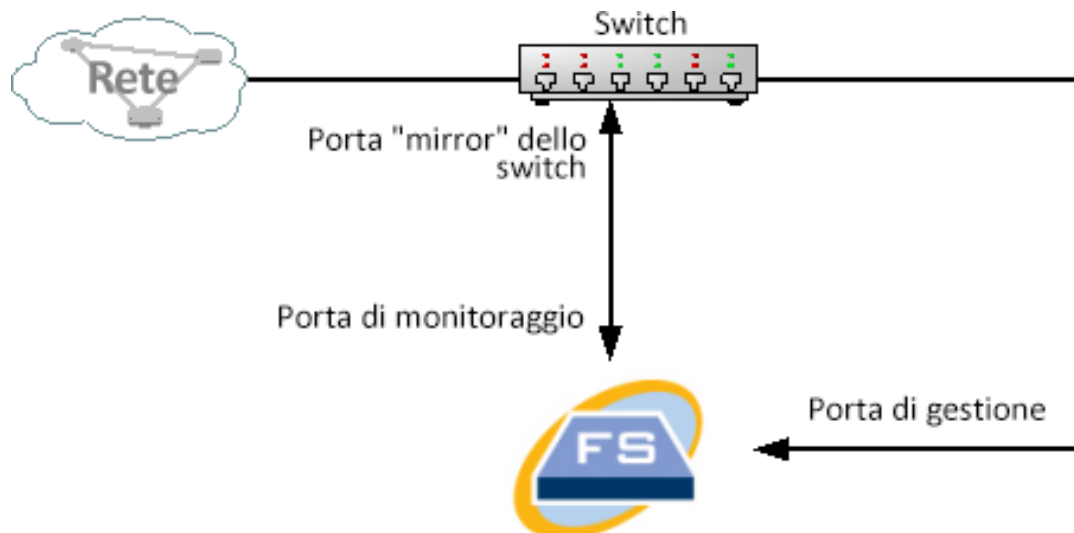 Switch
Rete
Porta "mirror" dello
switch
Porta di monitoraggio
Porta di gestione
FS